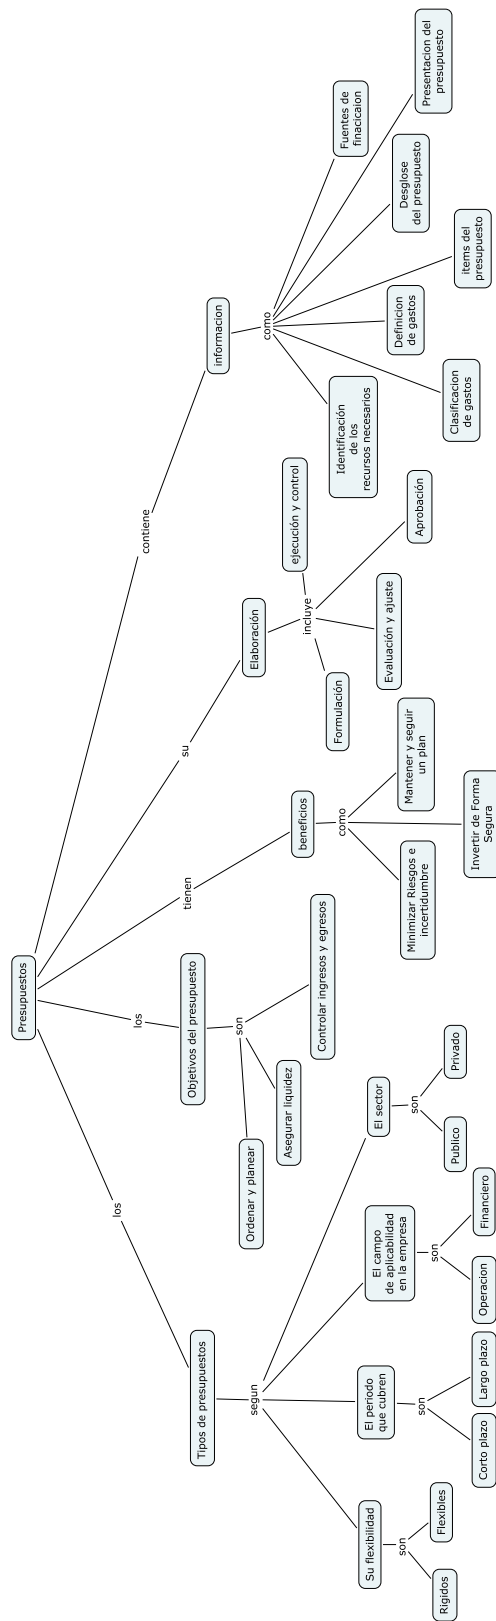 Presupuestos
los
los
tienen
su
contiene
Tipos de presupuestos
segun
Su flexibilidad
son
Rigidos
Flexibles
El periodo
que cubren
son
Corto plazo
Largo plazo
El campo
de aplicabilidad
en la empresa
son
Operacion
Financiero
El sector
son
Publico
Privado
Objetivos del presupuesto
son
Ordenar y planear
Asegurar liquidez
Controlar ingresos y egresos
beneficios
como
Minimizar Riesgos e
incertidumbre
Invertir de Forma
Segura
Mantener y seguir
un plan
Elaboración
incluye
Formulación
Evaluación y ajuste
Aprobación
ejecución y control
informacion
como
Identificación
de los
recursos necesarios
Clasificacion
de gastos
Definicion
de gastos
items del
presupuesto
Desglose
del presupuesto
Presentacion del
presupuesto
Fuentes de
finacicaion